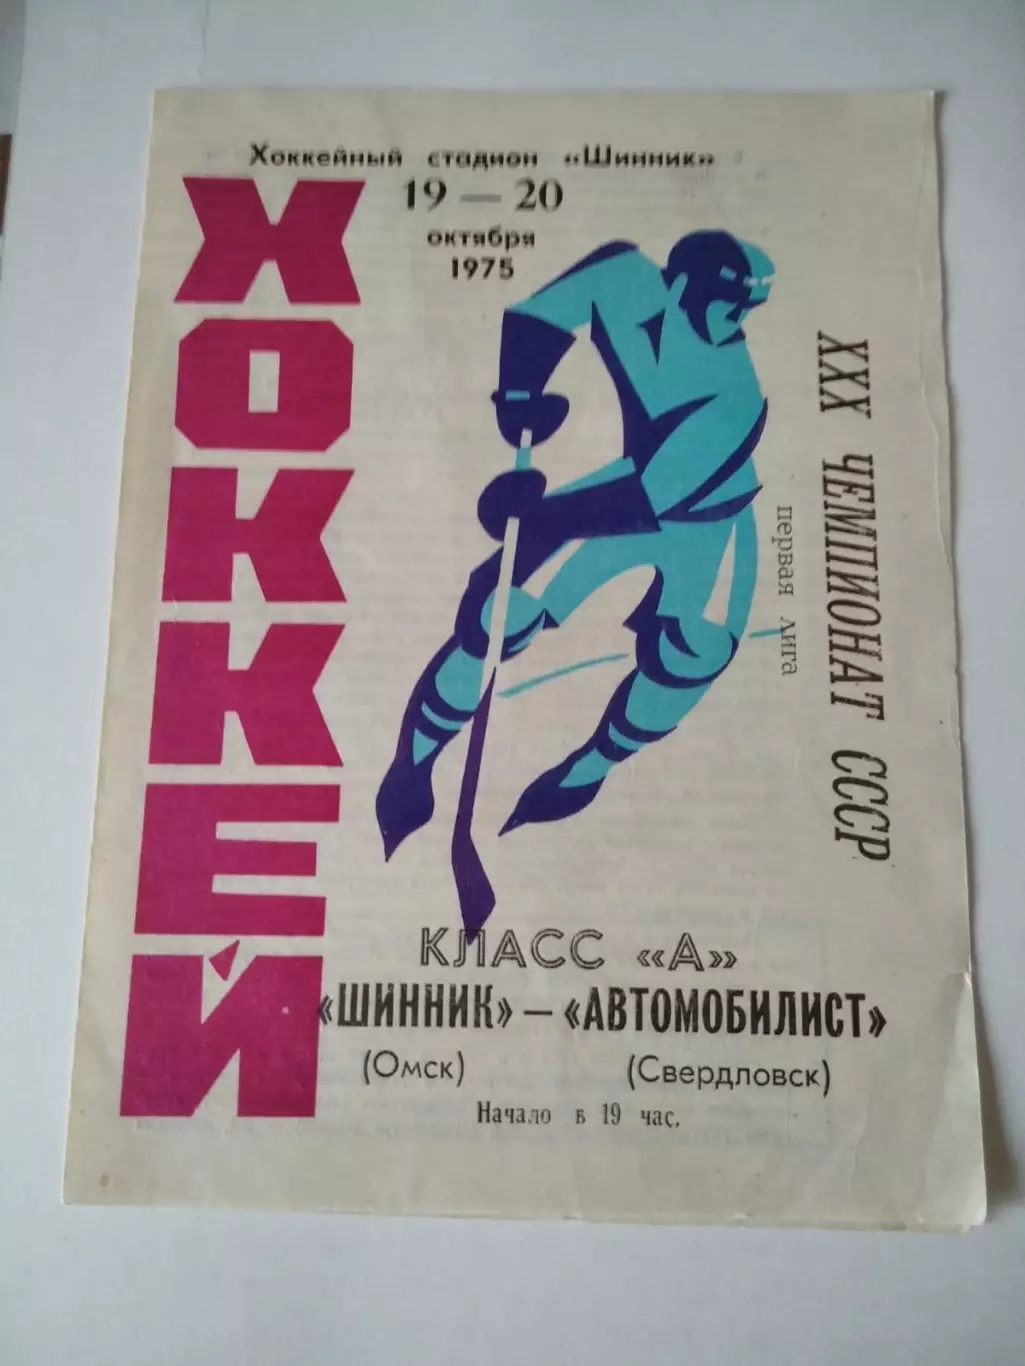 Хоккейный стадион «Шинник»
19 — 20
октября
1975
ХОККЕЙ
XXX ЧЕМПИОНАТ СССР
первая лига
КЛАСС «А»
«ШИННИК» — «АВТОМОБИЛИСТ»
(Омск) (Свердловск)
Начало в 19 час.